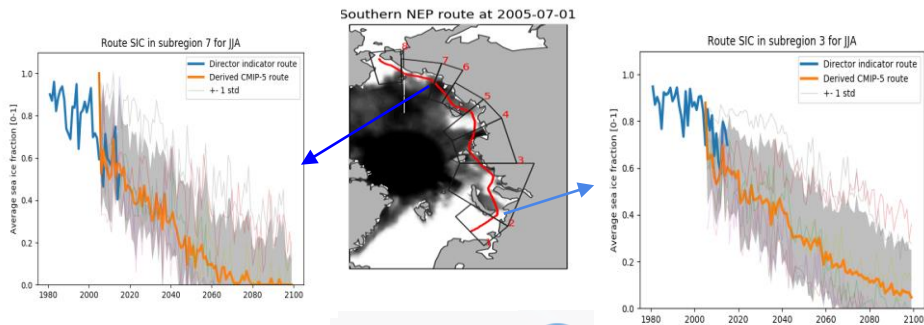 Southern NEP route at 2005-07-01
Route SIC in subregion 7 for JJA
Director indicator route
Derived CMIP-5 route
+- 1 std
Average sea ice fraction [0-1]
1.0
0.8
0.6
0.4
0.2
0.0
1980 2000 2020 2040 2060 2080 2100
8
7
6
5
4
3
2
1
Route SIC in subregion 3 for JJA
Director indicator route
Derived CMIP-5 route
+- 1 std
Average sea ice fraction [0-1]
1.0
0.8
0.6
0.4
0.2
0.0
1980 2000 2020 2040 2060 2080 2100